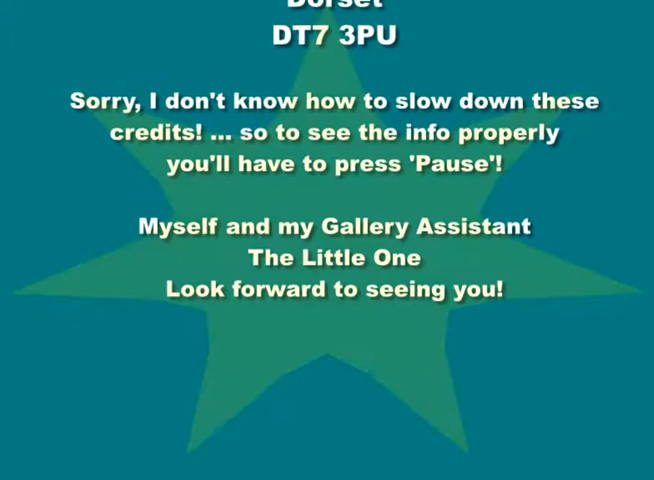 Dorset
DT7 3PU
Sorry, I don't know how to slow down these
credits! ... so to see the info properly
you'll have to press 'Pause'!
Myself and my Gallery Assistant
The Little One
Look forward to seeing you!